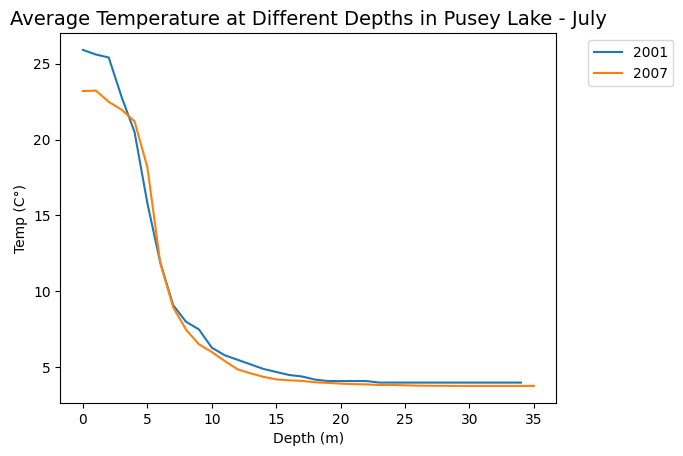 Average Temperature at Different Depths in Pusey Lake - July
2001
2007
25
20
15
10
5
Temp (C°)
0 5 10 15 20 25 30 35
Depth (m)